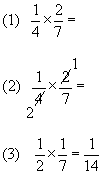 (1) 1/4 × 2/7 =
(2) 1/4 2 × 2 1/7 =
(3) 1/2 × 1/7 = 1/14